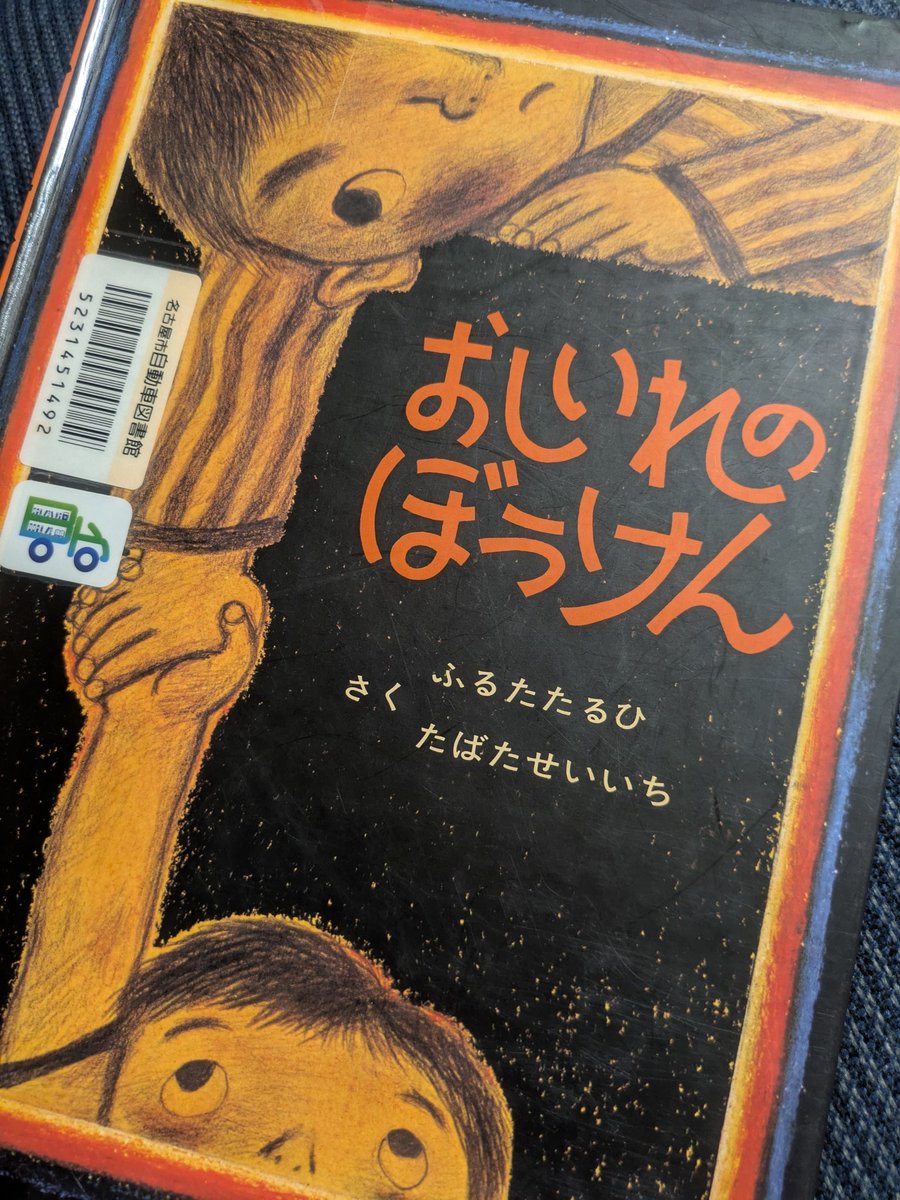 おしいれの
ぼうけん
さく
ふるたたるひ
たばたせいいち
名古屋市自動車図書館
5231451492